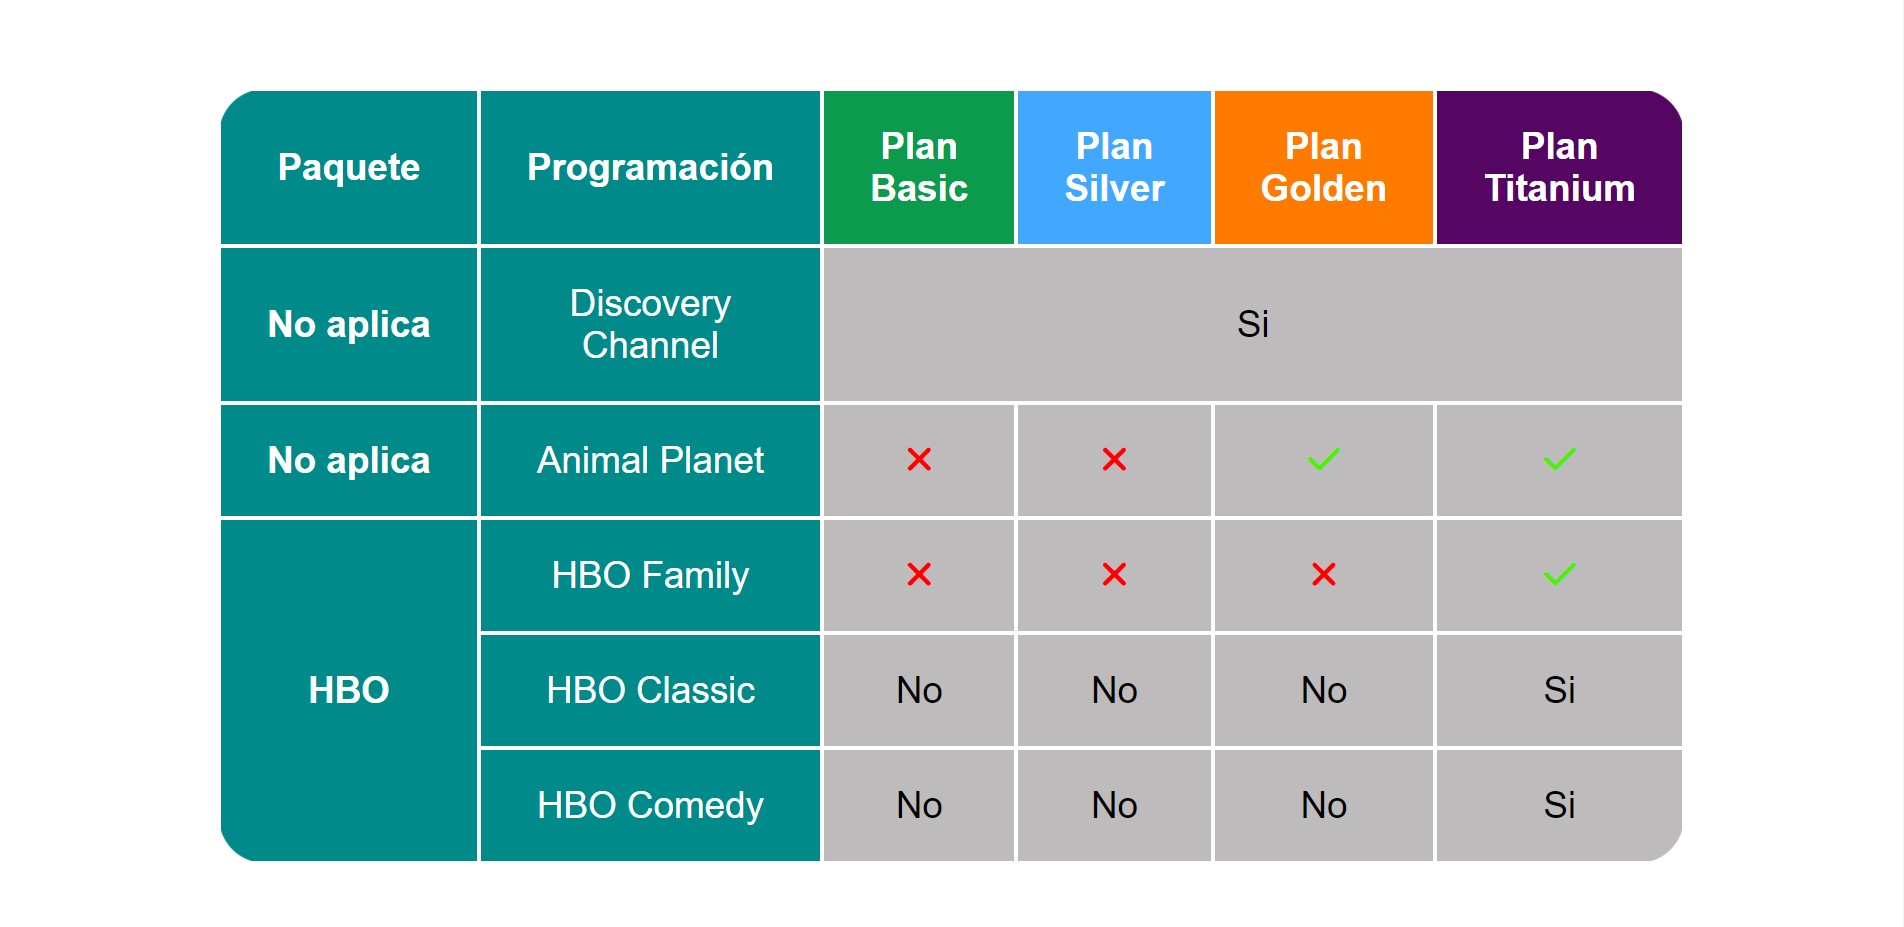 Paquete
Programación
Plan
Basic
Plan
Silver
Plan
Golden
Plan
Titanium
No aplica
Discovery
Channel
Si
No aplica
Animal Planet
HBO
HBO Family
HBO Classic
No
No
No
Si
HBO Comedy
No
No
No
Si